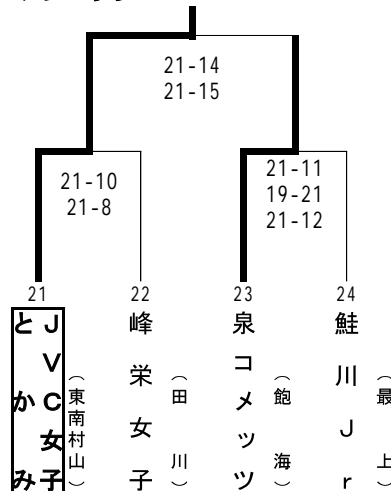 21-14
21-15
21-10
21-8
21-11
19-21
21-12
21
JVC女子
とかみ
（東南村山）
22
峰栄女子
（田川）
23
泉コメッツ
（飽海）
24
鮭川Jr
（最上）